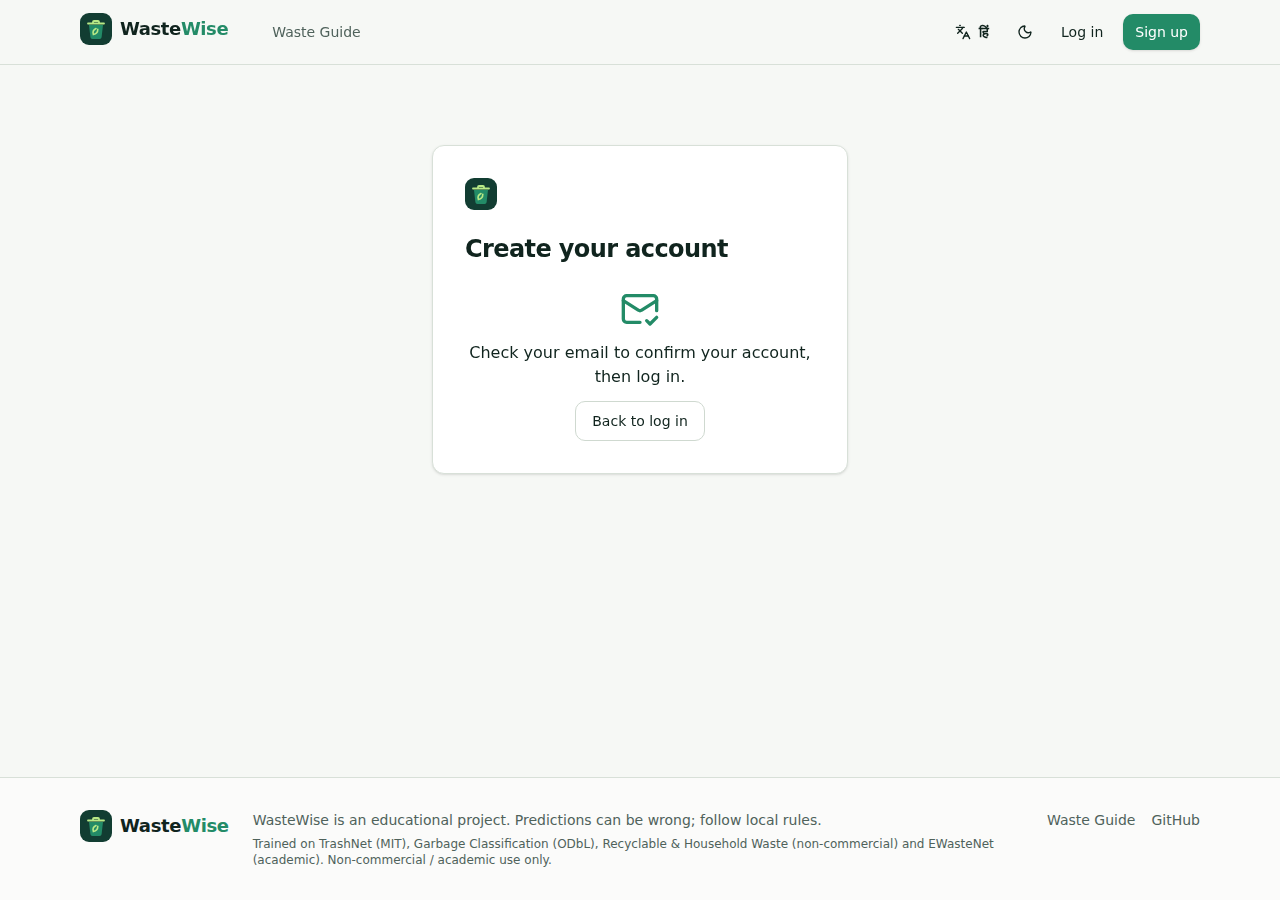 WasteWise
Waste Guide
हिं
Log in
Sign up
Create your account
Check your email to confirm your account,
then log in.
Back to log in
WasteWise
WasteWise is an educational project. Predictions can be wrong; follow local rules.
Trained on TrashNet (MIT), Garbage Classification (ODbL), Recyclable & Household Waste (non-commercial) and EWasteNet
(academic). Non-commercial / academic use only.
Waste Guide
GitHub